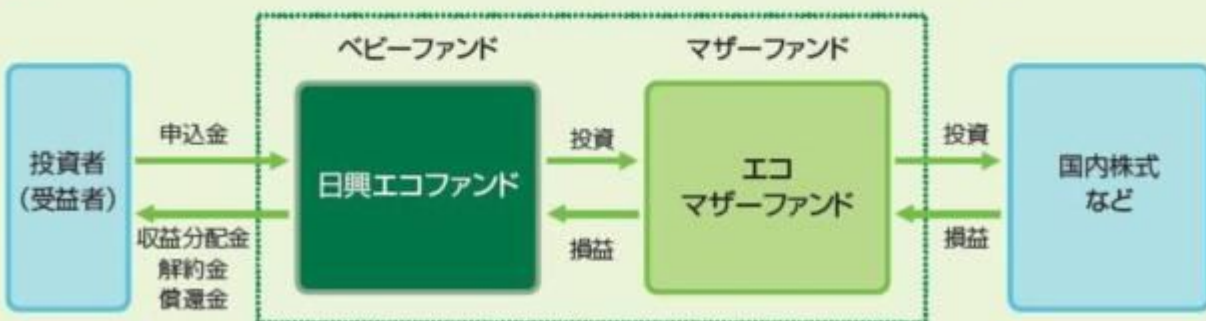 ベビーファンド
マザーファンド
投資者
（受益者）
申込金
収益分配金
解約金
償還金
日興エコファンド
投資
損益
エコ
マザーファンド
投資
損益
国内株式
など